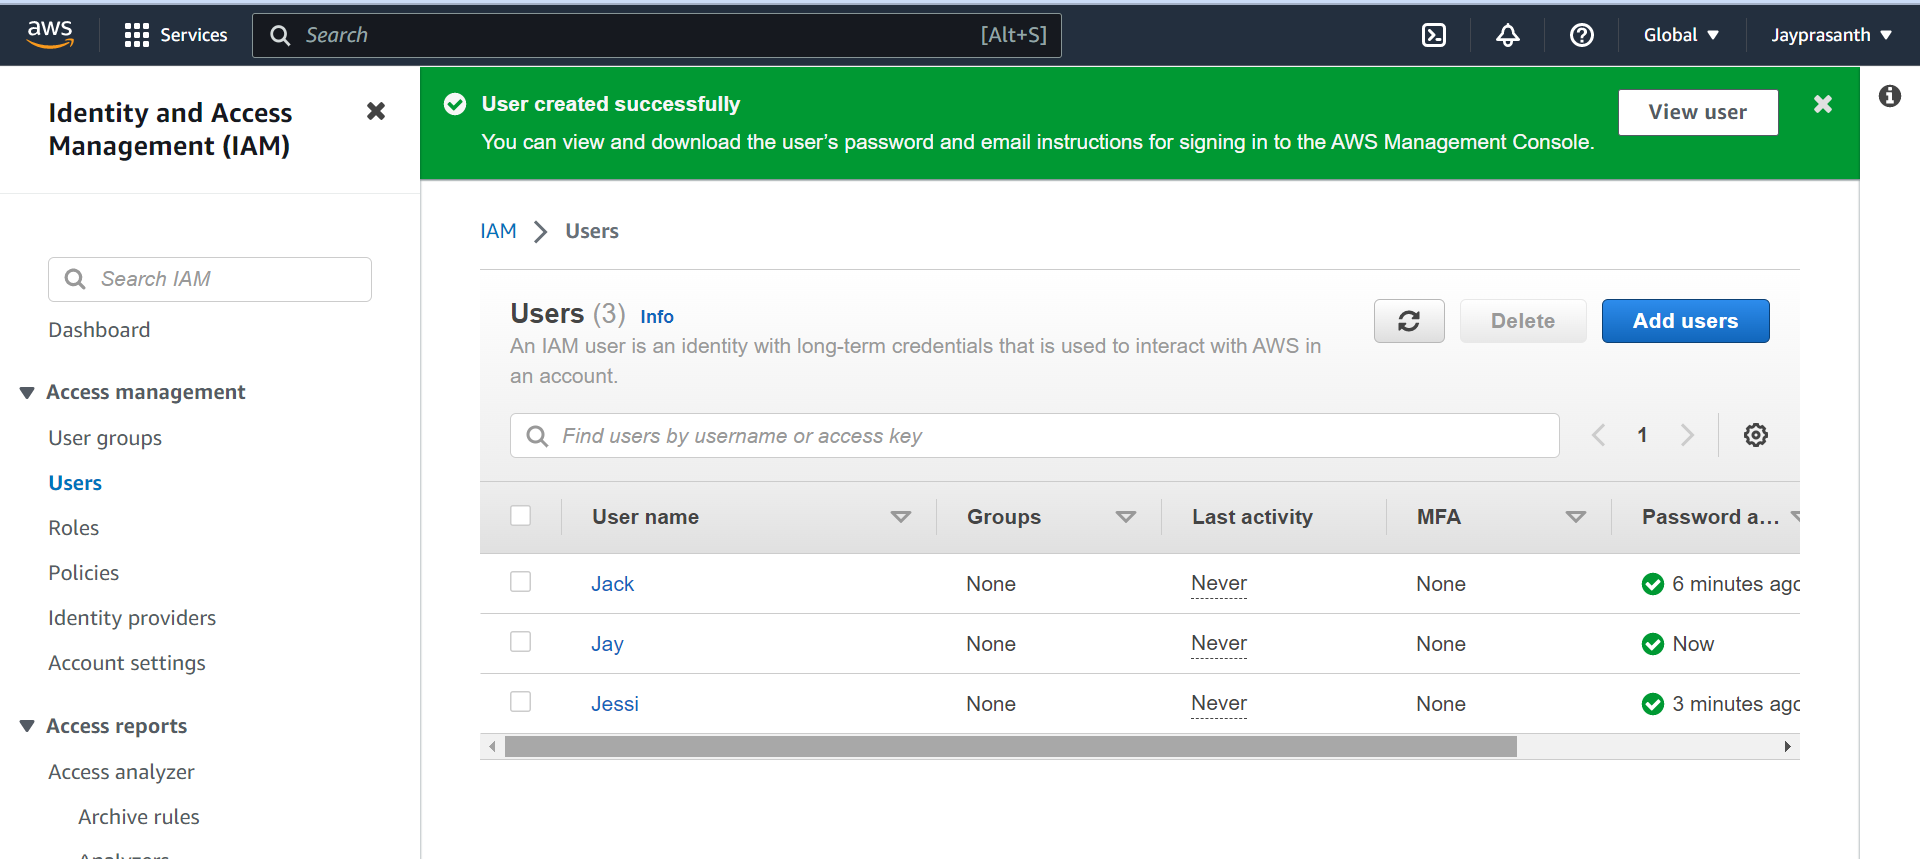 aws
Services
Search
[Alt+S]
Global
Jayprasanth
Identity and Access
Management (IAM)
Search IAM
Dashboard
Access management
User groups
Users
Roles
Policies
Identity providers
Account settings
Access reports
Access analyzer
Archive rules
Analyzers
User created successfully
You can view and download the user's password and email instructions for signing in to the AWS Management Console.
View user
IAM
Users
Users (3) Info
An IAM user is an identity with long-term credentials that is used to interact with AWS in
an account.
Delete
Add users
Find users by username or access key
1
User name Groups Last activity MFA Password a...
Jack None Never None 6 minutes ago
Jay None Never None Now
Jessi None Never None 3 minutes ago